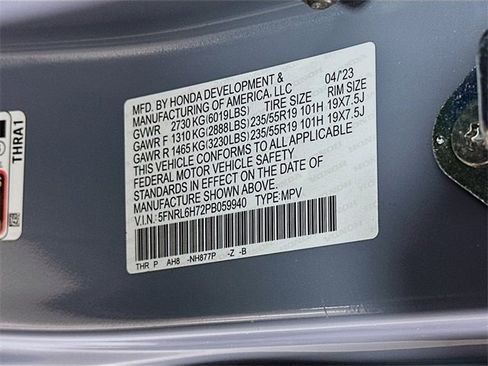 MFD. BY HONDA DEVELOPMENT & 04/'23
MANUFACTURING OF AMERICA, LLC RIM SIZE
GVWR 2730 KG(6019LBS) TIRE SIZE
GAWR F 1310 KG(2888LBS) 235/55R19 101H 19X7.5J
GAWR R 1465 KG(3230LBS) 235/55R19 101H 19X7.5J
THIS VEHICLE CONFORMS TO ALL APPLICABLE
FEDERAL MOTOR VEHICLE SAFETY
STANDARDS IN EFFECT ON THE DATE OF
MANUFACTURE SHOWN ABOVE.
V.I.N: 5FNRL6H72PB059940 TYPE: MPV
THR P AH8 -NH877P -Z -B
THRA1